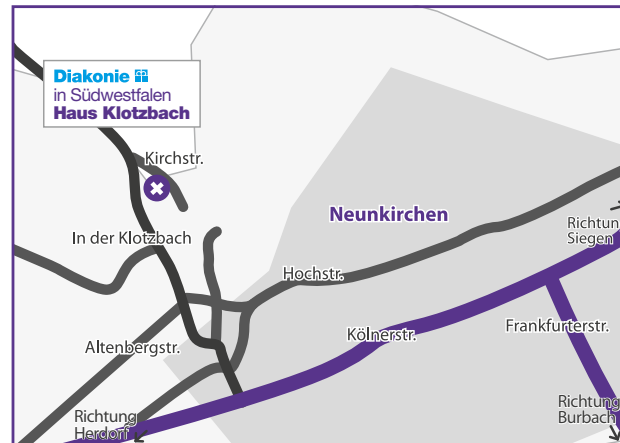 Diakonie
in Südwestfalen
Haus Klotzbach
Kirchstr.
Neunkirchen
Richtun
Siegen
In der Klotzbach
Hochstr.
Kölnerstr.
Frankfurterstr.
Altenbergstr.
Richtung
Herdorf
Richtung
Burbach